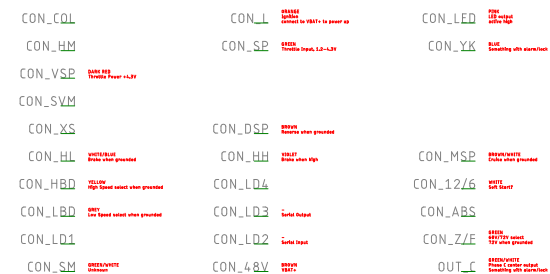 CON_COL
CON_L
ORANGE
Ignition
connect to VBAT+ to power up
CON_LED
PINK
LED output
active high
CON_HM
CON_SP
GREEN
Throttle Input, 1.2-4.3V
CON_YK
BLUE
Something with alarm/lock
CON_VSP
DARK RED
Throttle Power +4.3V
CON_SVM
CON_XS
CON_DSP
BROWN
Reverse when grounded
CON_HL
WHITE/BLUE
Brake when grounded
CON_HH
VIOLET
Brake when high
CON_MSP
BROWN/WHITE
Cruise when grounded
CON_HBD
YELLOW
High Speed select when grounded
CON_LD4
CON_12/6
WHITE
Soft Start?
CON_LBD
GREY
Low Speed select when grounded
CON_LD3
-
Serial Output
CON_ABS
CON_LD1
CON_LD2
-
Serial Input
CON_Z/F
GREEN
60V/72V select
72V when grounded
CON_SM
GREEN/WHITE
Unknown
CON_48V
BROWN
VBAT+
OUT_C
GREEN/WHITE
Phase C center output
Something with alarm/lock